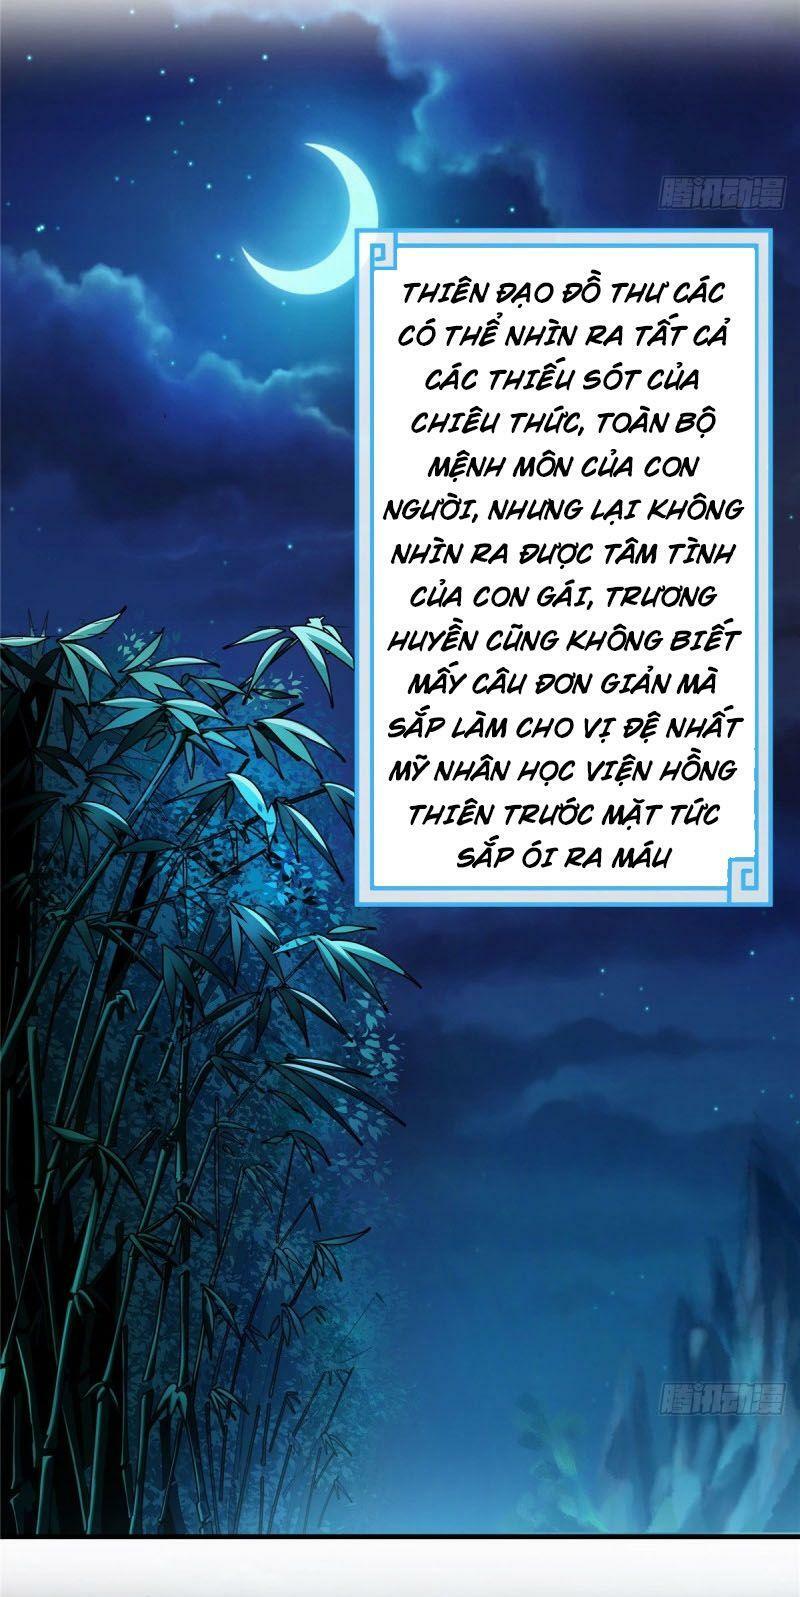 腾讯动漫
THIÊN ĐẠO ĐỒ THƯ CÁC
CÓ THỂ NHÌN RA TẤT CẢ
CÁC THIẾU SÓT CỦA
CHIÊU THỨC, TOÀN BỘ
MỆNH MÔN CỦA CON
NGƯỜI, NHƯNG LẠI KHÔNG
NHÌN RA ĐƯỢC TÂM TÌNH
CỦA CON GÁI, TRƯƠNG
HUYỀN CŨNG KHÔNG BIẾT
MẤY CÂU ĐƠN GIẢN MÀ
SẮP LÀM CHO VỊ ĐỆ NHẤT
MỸ NHÂN HỌC VIỆN HỒNG
THIÊN TRƯỚC MẶT TỨC
SẮP ÓI RA MÁU
腾讯动漫